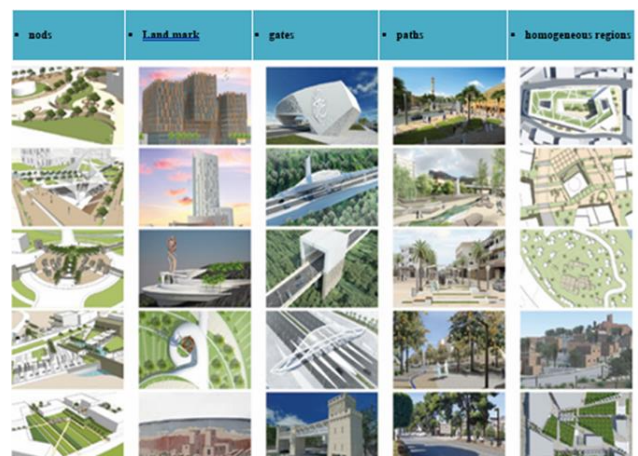 ▪ nods
▪ Land mark
▪ gates
▪ paths
▪ homogeneous regions